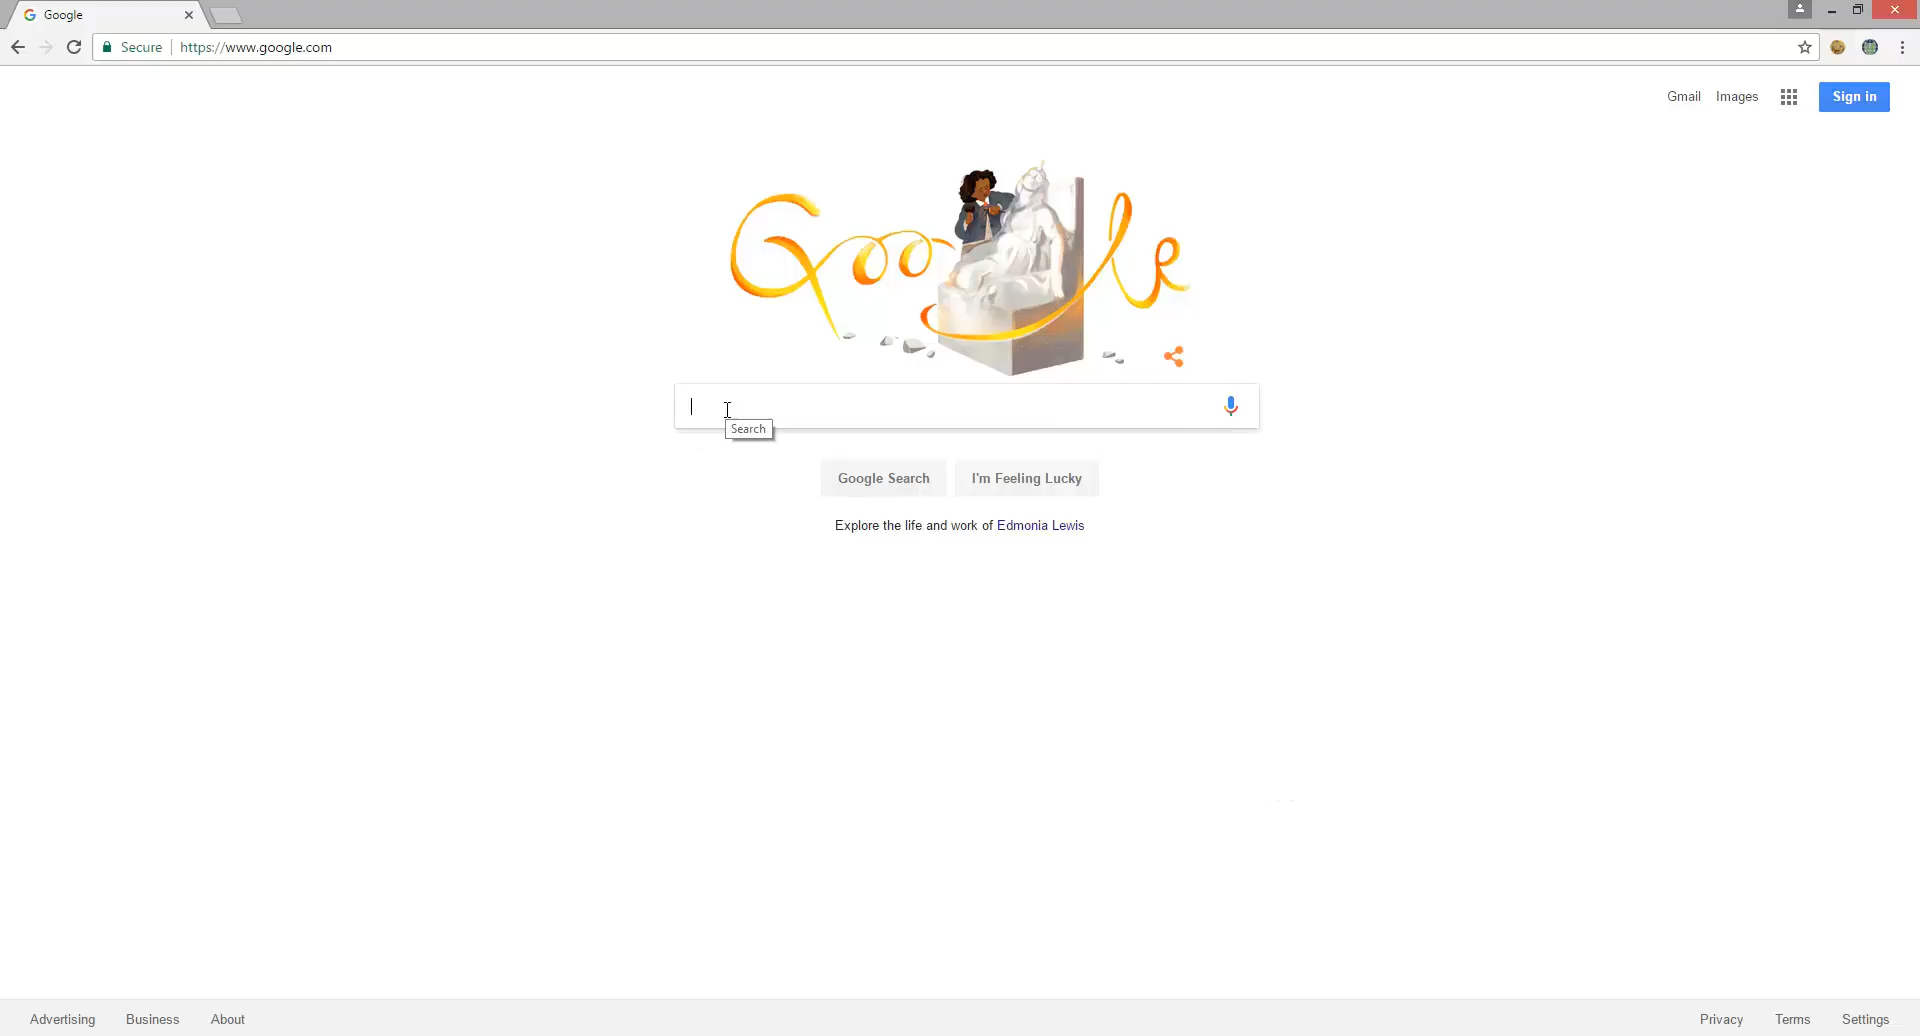 Google
Secure https://www.google.com
Gmail Images Sign in
Google
Search
Google Search I'm Feeling Lucky
Explore the life and work of Edmonia Lewis
Advertising Business About Privacy Terms Settings